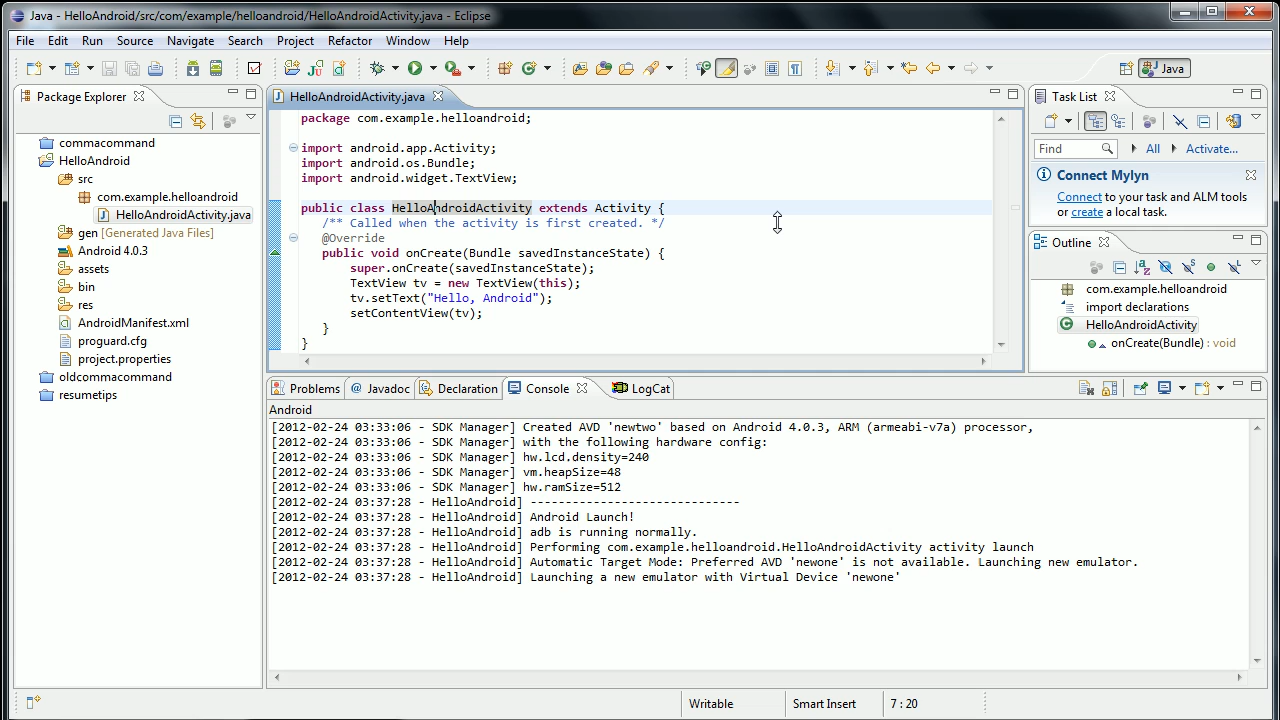 Java - HelloAndroid/src/com/example/helloandroid/HelloAndroidActivity.java - Eclipse
File Edit Run Source Navigate Search Project Refactor Window Help
Java
Package Explorer
commacommand
HelloAndroid
src
com.example.helloandroid
HelloAndroidActivity.java
gen [Generated Java Files]
Android 4.0.3
assets
bin
res
AndroidManifest.xml
proguard.cfg
project.properties
oldcommacommand
resumetips
HelloAndroidActivity.java
package com.example.helloandroid;
import android.app.Activity;
import android.os.Bundle;
import android.widget.TextView;
public class HelloAndroidActivity extends Activity {
/** Called when the activity is first created. */
@Override
public void onCreate(Bundle savedInstanceState) {
super.onCreate(savedInstanceState);
TextView tv = new TextView(this);
tv.setText("Hello, Android");
setContentView(tv);
}
}
Task List
Find All Activate...
Connect Mylyn
Connect to your task and ALM tools
or create a local task.
Outline
com.example.helloandroid
import declarations
HelloAndroidActivity
onCreate(Bundle) : void
Problems @ Javadoc Declaration Console LogCat
Android
[2012-02-24 03:33:06 - SDK Manager] Created AVD 'newtwo' based on Android 4.0.3, ARM (armeabi-v7a) processor,
[2012-02-24 03:33:06 - SDK Manager] with the following hardware config:
[2012-02-24 03:33:06 - SDK Manager] hw.lcd.density=240
[2012-02-24 03:33:06 - SDK Manager] vm.heapSize=48
[2012-02-24 03:33:06 - SDK Manager] hw.ramSize=512
[2012-02-24 03:37:28 - HelloAndroid] ------------------------------
[2012-02-24 03:37:28 - HelloAndroid] Android Launch!
[2012-02-24 03:37:28 - HelloAndroid] adb is running normally.
[2012-02-24 03:37:28 - HelloAndroid] Performing com.example.helloandroid.HelloAndroidActivity activity launch
[2012-02-24 03:37:28 - HelloAndroid] Automatic Target Mode: Preferred AVD 'newone' is not available. Launching new emulator.
[2012-02-24 03:37:28 - HelloAndroid] Launching a new emulator with Virtual Device 'newone'
Writable Smart Insert 7 : 20